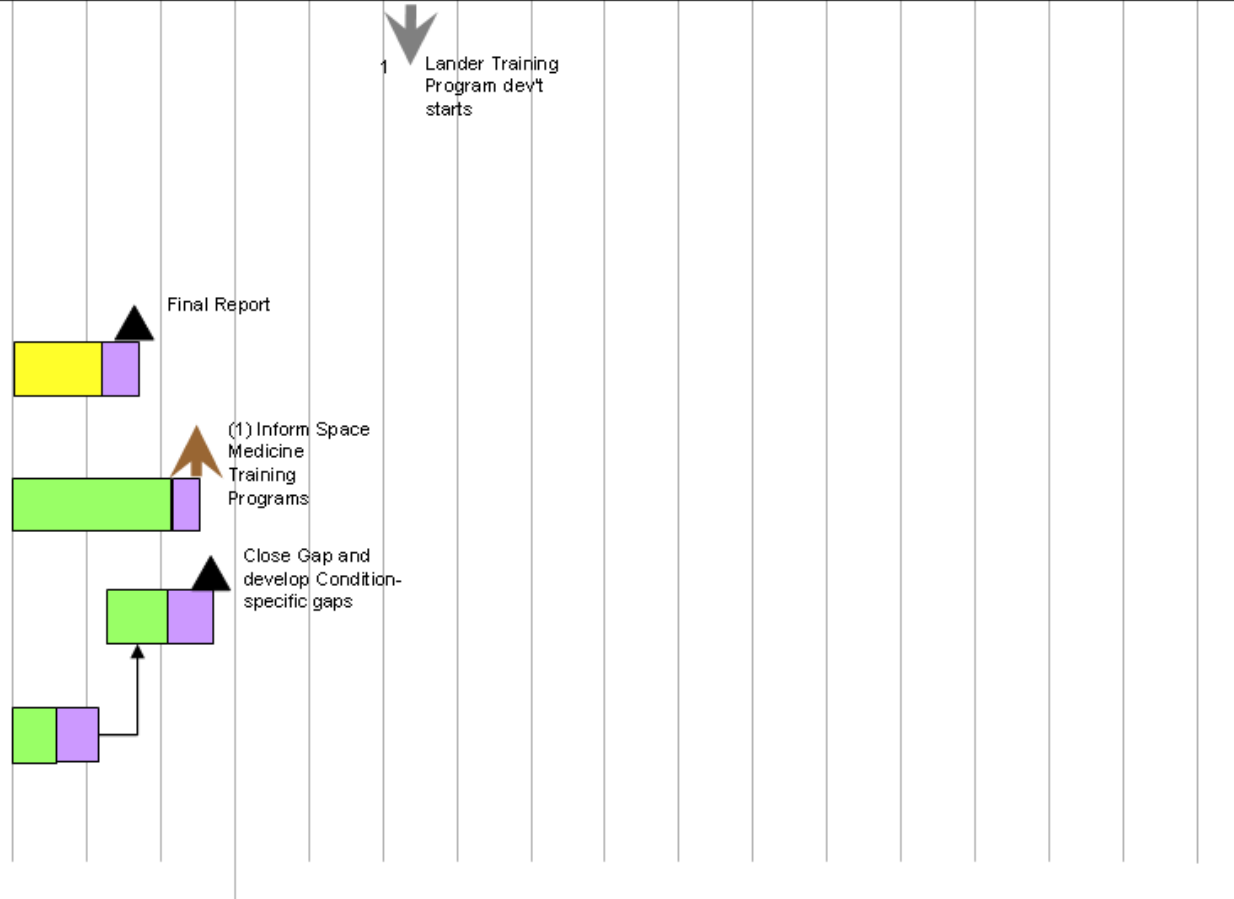 1
Lander Training
Program dev't
starts
Final Report
(1) Inform Space
Medicine
Training
Programs
Close Gap and
develop Condition-
specific gaps